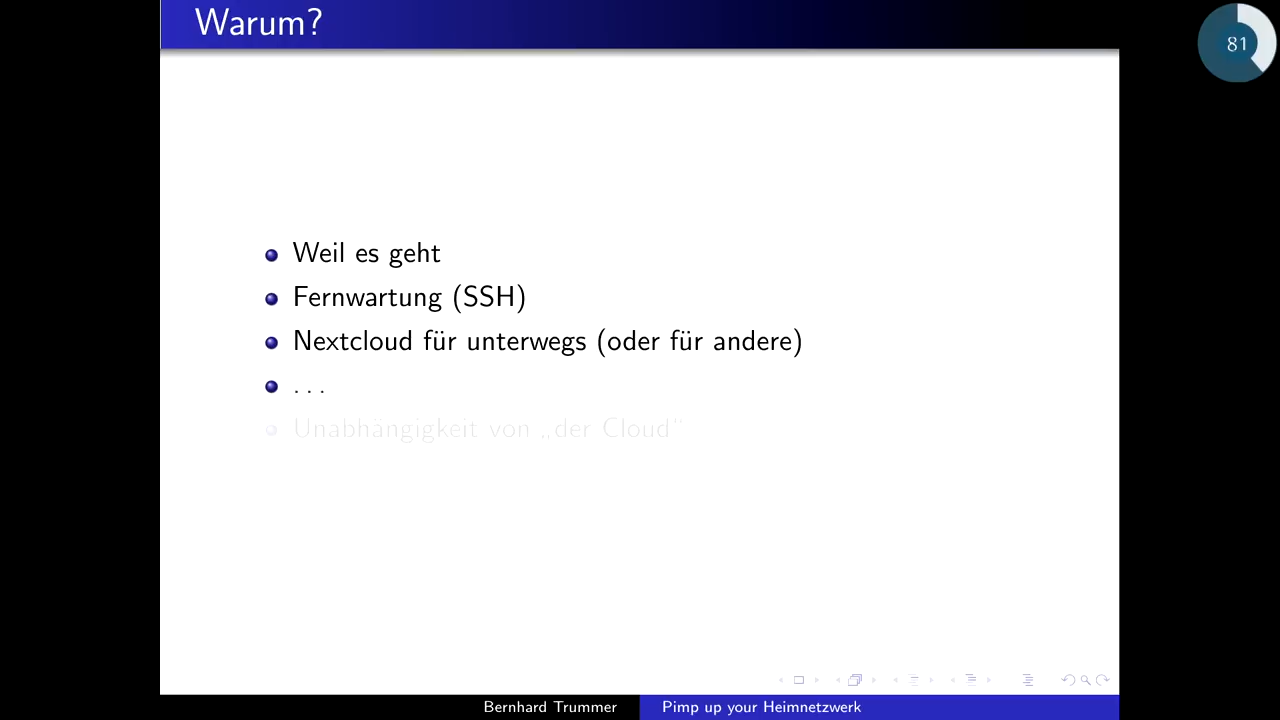 Warum?
81
Weil es geht
Fernwartung (SSH)
Nextcloud für unterwegs (oder für andere)
. . .
Unabhängigkeit von „der Cloud“
Bernhard Trummer
Pimp up your Heimnetzwerk